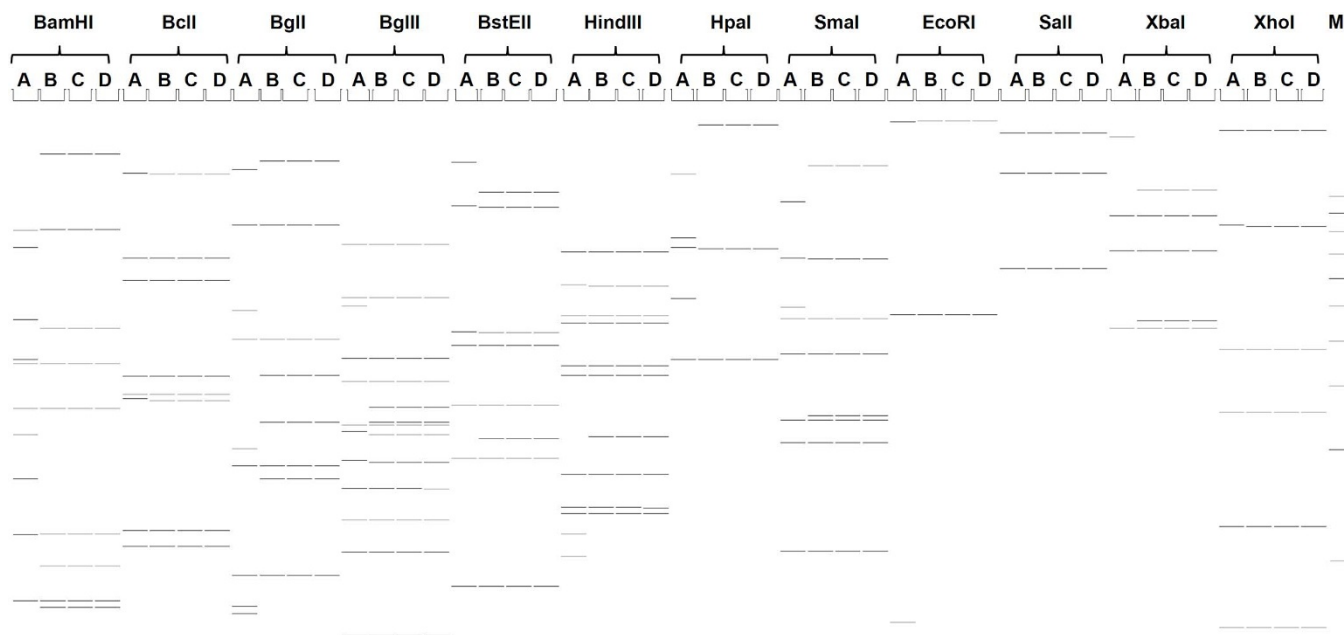 BamHI BclI BglI BglII BstEII HindIII HpaI SmaI EcoRI SalI XbaI XhoI M
A B C D A B C D A B C D A B C D A B C D A B C D A B C D A B C D A B C D A B C D A B C D A B C D